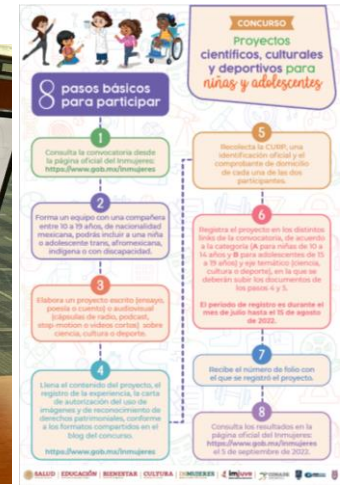 CONCURSO
Proyectos
científicos, culturales
y deportivos para
niñas y adolescentes
8 pasos básicos
para participar
1
Consulta la convocatoria desde
la página oficial del Inmujeres:
https://www.gob.mx/inmujeres
2
Forma un equipo con una compañera
entre 10 a 19 años, de nacionalidad
mexicana, podrás incluir a una niña
o adolescente trans, afromexicana,
indígena o con discapacidad.
3
Elabora un proyecto escrito (ensayo,
poesía o cuento) o audiovisual
(cápsulas de radio, podcast,
stop-motion o videos cortos) sobre
ciencia, cultura o deporte.
4
Llena el contenido del proyecto, el
registro de la experiencia, la carta
de autorización del uso de
imágenes y de reconocimiento de
derechos patrimoniales, conforme
a los formatos compartidos en el
blog del concurso.
https://www.gob.mx/inmujeres
5
Recolecta la CURP, una
identificación oficial y el
comprobante de domicilio
de cada una de las dos
participantes.
6
Registra el proyecto en los distintos
links de la convocatoria, de acuerdo
a la categoría (A para niñas de 10 a
14 años y B para adolescentes de 15
a 19 años) y eje temático (ciencia,
cultura o deporte), en la que se
deberán subir los documentos de
los pasos 4 y 5.
El periodo de registro es durante el
mes de julio hasta el 15 de agosto
de 2022.
7
Recibe el número de folio con
el que se registró el proyecto.
8
Consulta los resultados en la
página oficial del Inmujeres:
https://www.gob.mx/inmujeres
el 5 de septiembre de 2022.
SALUD EDUCACIÓN BIENESTAR CULTURA INMUJERES imjuve CONAPE